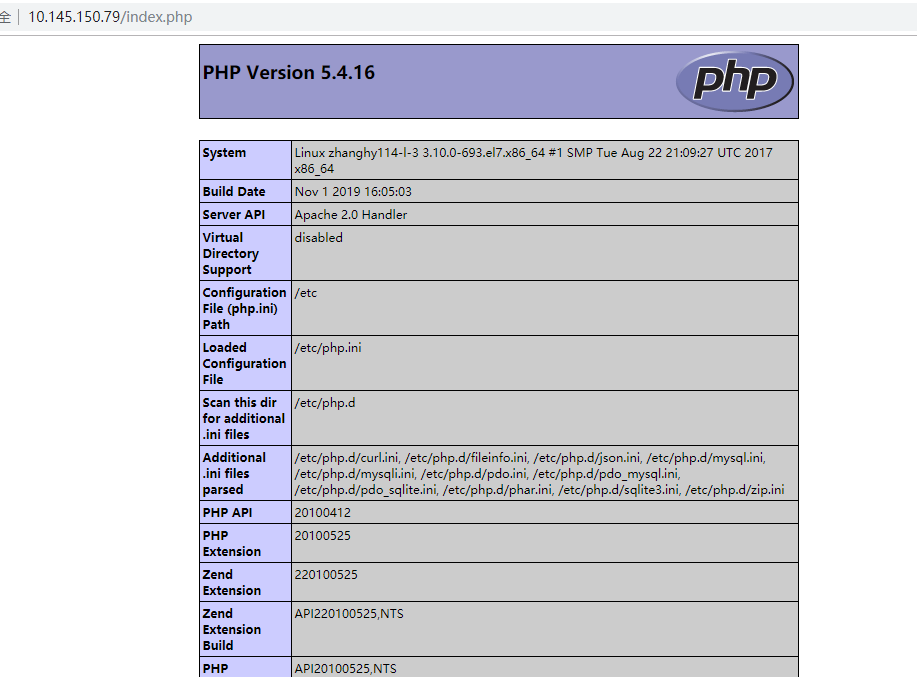 全 10.145.150.79/index.php
PHP Version 5.4.16
php
System
Linux zhanghy114-l-3 3.10.0-693.el7.x86_64 #1 SMP Tue Aug 22 21:09:27 UTC 2017
x86_64
Build Date
Nov 1 2019 16:05:03
Server API
Apache 2.0 Handler
Virtual
Directory
Support
disabled
Configuration
File (php.ini)
Path
/etc
Loaded
Configuration
File
/etc/php.ini
Scan this dir
for additional
.ini files
/etc/php.d
Additional
.ini files
parsed
/etc/php.d/curl.ini, /etc/php.d/fileinfo.ini, /etc/php.d/json.ini, /etc/php.d/mysql.ini,
/etc/php.d/mysqli.ini, /etc/php.d/pdo.ini, /etc/php.d/pdo_mysql.ini,
/etc/php.d/pdo_sqlite.ini, /etc/php.d/phar.ini, /etc/php.d/sqlite3.ini, /etc/php.d/zip.ini
PHP API
20100412
PHP
Extension
20100525
Zend
Extension
220100525
Zend
Extension
Build
API220100525,NTS
PHP
API20100525,NTS